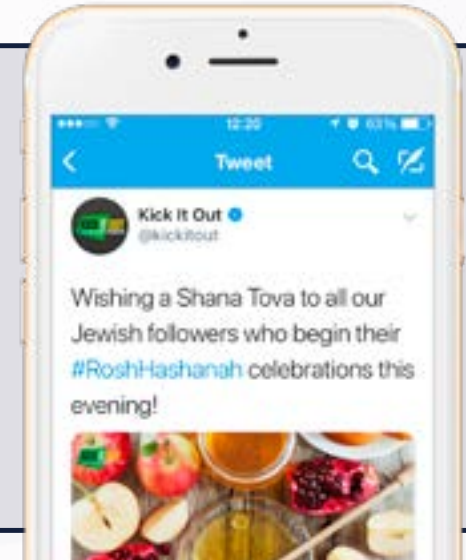 12:20
63%
Tweet
Kick It Out
@kickitout
Wishing a Shana Tova to all our
Jewish followers who begin their
#RoshHashanah celebrations this
evening!